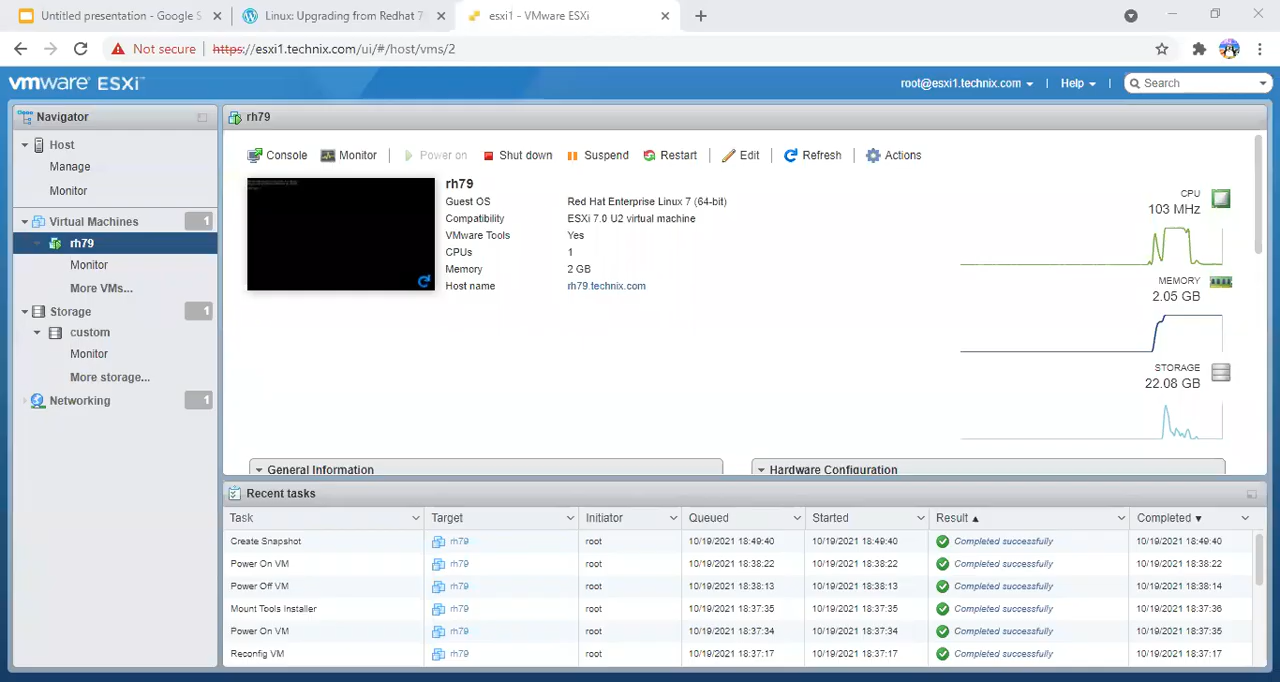 Untitled presentation - Google S
Linux: Upgrading from Redhat 7
esxi1 - VMware ESXi
Not secure
https://esxi1.technix.com/ui/#/host/vms/2
vmware ESXi
root@esxi1.technix.com
Help
Search
Navigator
Host
Manage
Monitor
Virtual Machines
1
rh79
Monitor
More VMs...
Storage
1
custom
Monitor
More storage...
Networking
1
rh79
Console
Monitor
Power on
Shut down
Suspend
Restart
Edit
Refresh
Actions
rh79
Guest OS Red Hat Enterprise Linux 7 (64-bit)
Compatibility ESXi 7.0 U2 virtual machine
VMware Tools Yes
CPUs 1
Memory 2 GB
Host name rh79.technix.com
CPU
103 MHz
MEMORY
2.05 GB
STORAGE
22.08 GB
General Information
Hardware Configuration
Recent tasks
Task Target Initiator Queued Started Result Completed
Create Snapshot rh79 root 10/19/2021 18:49:40 10/19/2021 18:49:40 Completed successfully 10/19/2021 18:49:40
Power On VM rh79 root 10/19/2021 18:38:22 10/19/2021 18:38:22 Completed successfully 10/19/2021 18:38:22
Power Off VM rh79 root 10/19/2021 18:38:13 10/19/2021 18:38:13 Completed successfully 10/19/2021 18:38:14
Mount Tools Installer rh79 root 10/19/2021 18:37:35 10/19/2021 18:37:35 Completed successfully 10/19/2021 18:37:36
Power On VM rh79 root 10/19/2021 18:37:34 10/19/2021 18:37:34 Completed successfully 10/19/2021 18:37:35
Reconfig VM rh79 root 10/19/2021 18:37:17 10/19/2021 18:37:17 Completed successfully 10/19/2021 18:37:17